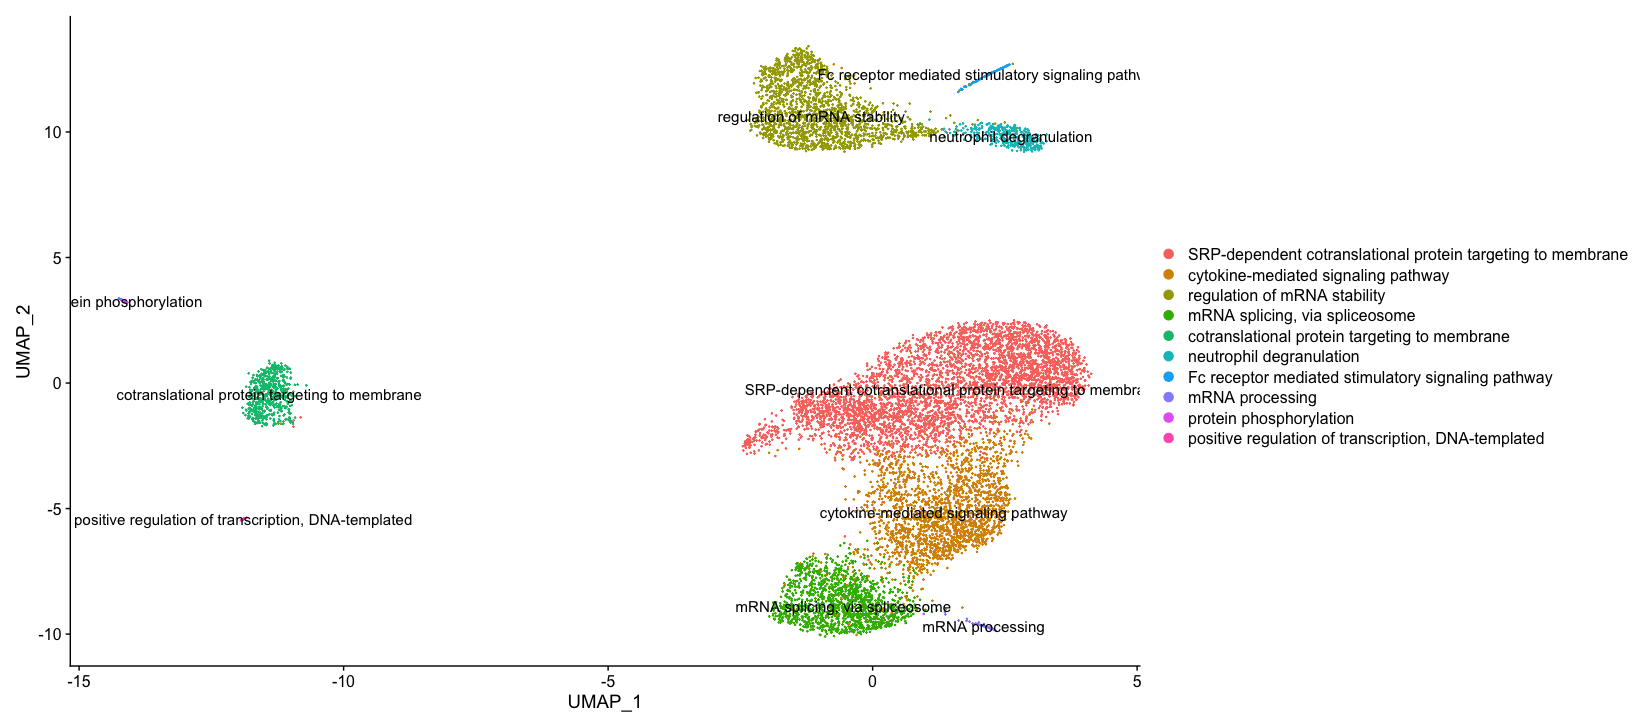 Fc receptor mediated stimulatory signaling pathw
regulation of mRNA stability
neutrophil degranulation
10
5
SRP-dependent cotranslational protein targeting to membrane
cytokine-mediated signaling pathway
regulation of mRNA stability
mRNA splicing, via spliceosome
cotranslational protein targeting to membrane
neutrophil degranulation
Fc receptor mediated stimulatory signaling pathway
mRNA processing
protein phosphorylation
positive regulation of transcription, DNA-templated
ein phosphorylation
UMAP_2
0
SRP-dependent cotranslational protein targeting to membra
cotranslational protein targeting to membrane
-5
cytokine-mediated signaling pathway
positive regulation of transcription, DNA-templated
mRNA splicing, via spliceosome
mRNA processing
-10
-15 -10 -5 0 5
UMAP_1